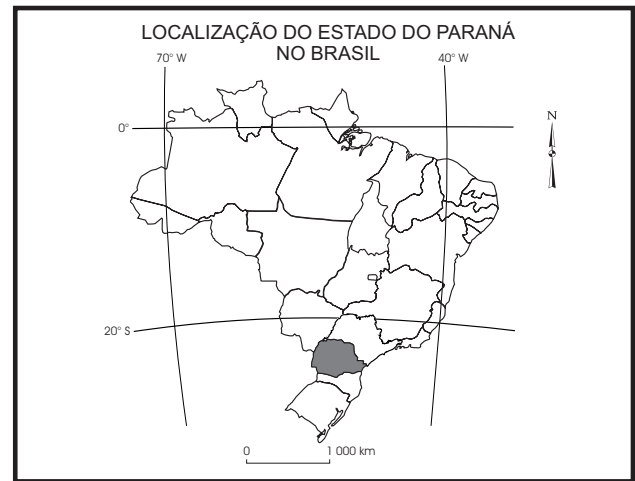 LOCALIZAÇÃO DO ESTADO DO PARANÁ
NO BRASIL
70° W
40° W
0°
N
20° S
0
1 000 km